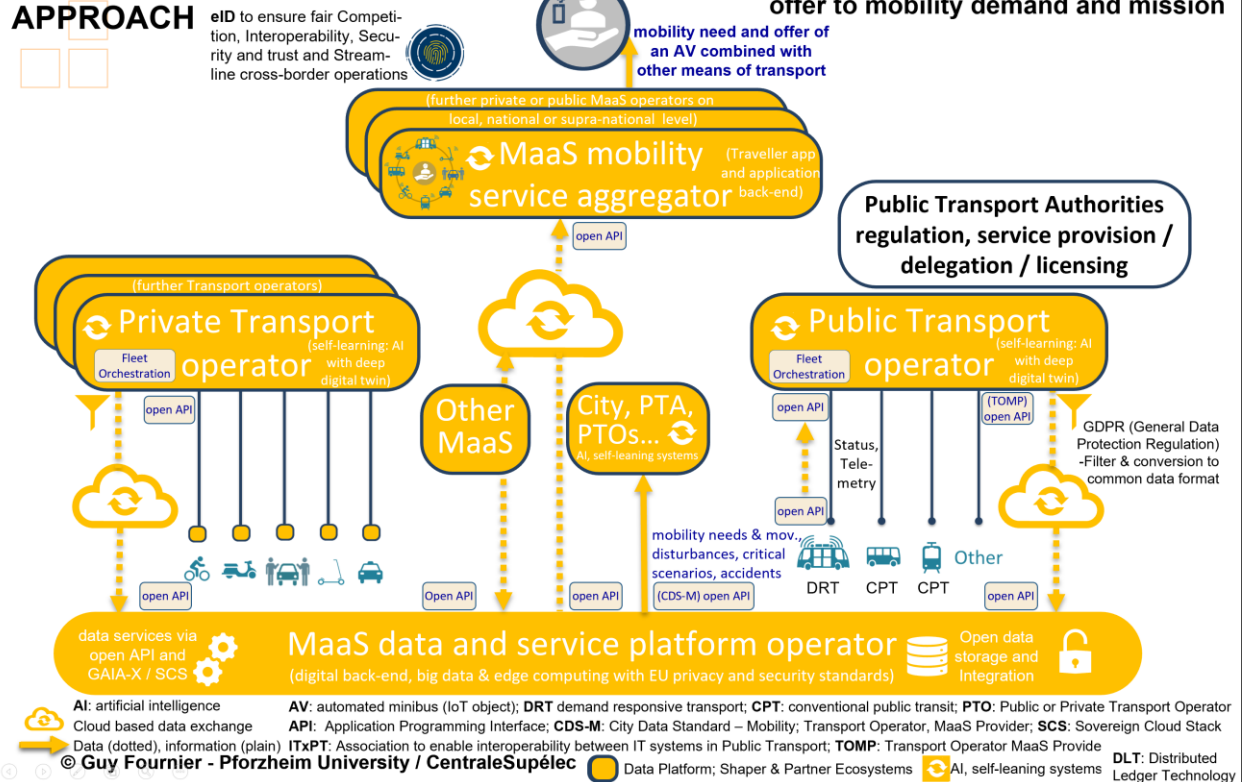 APPROACH
eID to ensure fair Competi-
tion, Interoperability, Secu-
rity and trust and Stream-
line cross-border operations
offer to mobility demand and mission
mobility need and offer of
an AV combined with
other means of transport
(further private or public MaaS operators on
local, national or supra-national level)
MaaS mobility
service aggregator
(Traveller app
and application
back-end)
open API
Public Transport Authorities
regulation, service provision /
delegation / licensing
(further Transport operators)
Private Transport
operator
Fleet
Orchestration
(self-learning: AI
with deep
digital twin)
open API
Other
MaaS
City, PTA,
PTOs...
AI, self-leaning systems
Public Transport
operator
Fleet
Orchestration
(self-learning: AI
with deep
digital twin)
open API
(TOMP)
open API
Status,
Tele-
metry
GDPR (General Data
Protection Regulation)
-Filter & conversion to
common data format
open API
mobility needs & mov.,
disturbances, critical
scenarios, accidents
DRT
CPT
CPT
Other
open API
Open API
open API
(CDS-M) open API
open API
data services via
open API and
GAIA-X / SCS
MaaS data and service platform operator
(digital back-end, big data & edge computing with EU privacy and security standards)
Open data
storage and
Integration
AI: artificial intelligence
Cloud based data exchange
Data (dotted), information (plain)
AV: automated minibus (IoT object); DRT demand responsive transport; CPT: conventional public transit; PTO: Public or Private Transport Operator
API: Application Programming Interface; CDS-M: City Data Standard – Mobility; Transport Operator, MaaS Provider; SCS: Sovereign Cloud Stack
ITxPT: Association to enable interoperability between IT systems in Public Transport; TOMP: Transport Operator MaaS Provide
© Guy Fournier - Pforzheim University / CentraleSupélec
Data Platform; Shaper & Partner Ecosystems
AI, self-leaning systems
DLT: Distributed
Ledger Technology